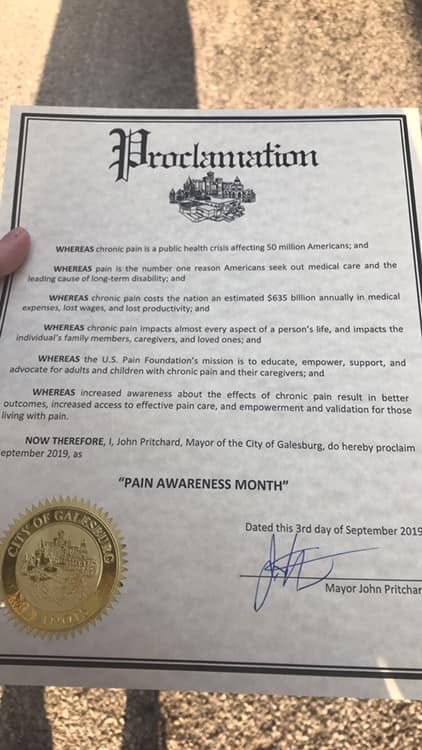 Proclamation
WHEREAS chronic pain is a public health crisis affecting 50 million Americans; and
WHEREAS pain is the number one reason Americans seek out medical care and the
leading cause of long-term disability; and
WHEREAS chronic pain costs the nation an estimated $635 billion annually in medical
expenses, lost wages, and lost productivity; and
WHEREAS chronic pain impacts almost every aspect of a person's life, and impacts the
individual's family members, caregivers, and loved ones; and
WHEREAS the U.S. Pain Foundation's mission is to educate, empower, support, and
advocate for adults and children with chronic pain and their caregivers; and
WHEREAS increased awareness about the effects of chronic pain result in better
outcomes, increased access to effective pain care, and empowerment and validation for those
living with pain.
NOW THEREFORE, I, John Pritchard, Mayor of the City of Galesburg, do hereby proclaim
eptember 2019, as
"PAIN AWARENESS MONTH"
Dated this 3rd day of September 2019
Mayor John Pritchar
CITY OF GALESBURG